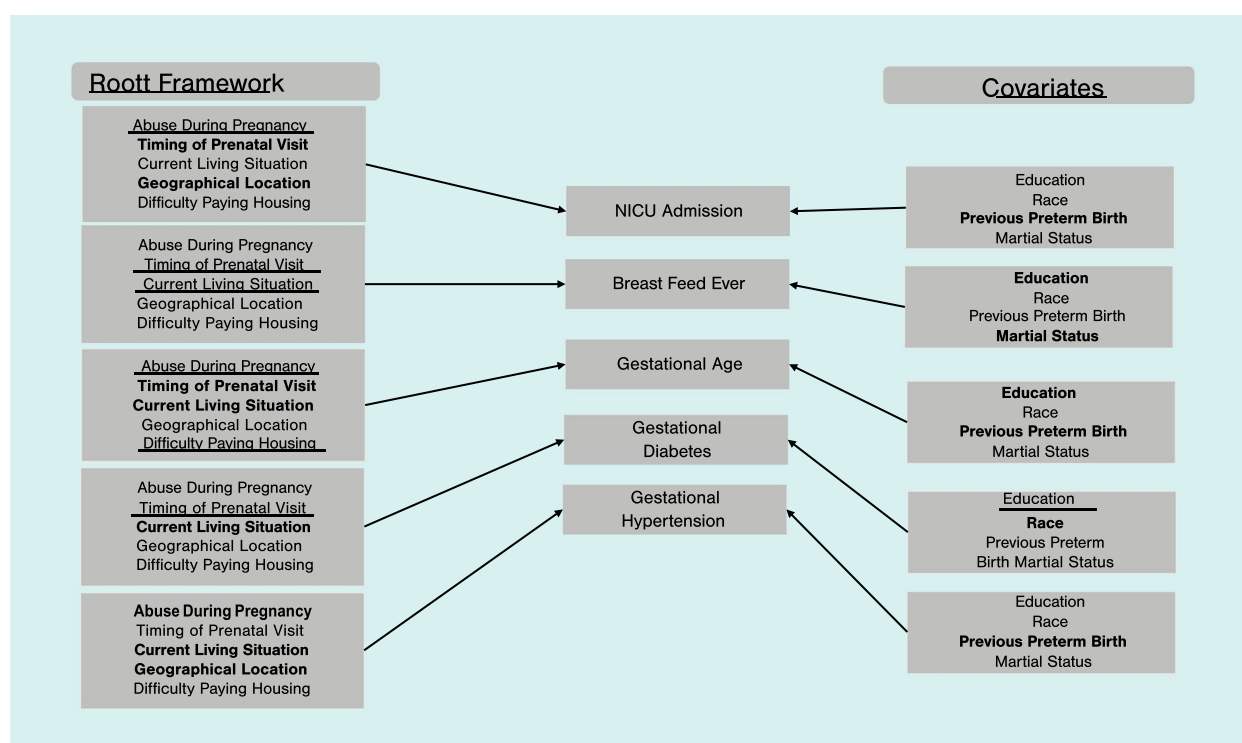 Roott Framework
Abuse During Pregnancy
Timing of Prenatal Visit
Current Living Situation
Geographical Location
Difficulty Paying Housing
Abuse During Pregnancy
Timing of Prenatal Visit
Current Living Situation
Geographical Location
Difficulty Paying Housing
Abuse During Pregnancy
Timing of Prenatal Visit
Current Living Situation
Geographical Location
Difficulty Paying Housing
Abuse During Pregnancy
Timing of Prenatal Visit
Current Living Situation
Geographical Location
Difficulty Paying Housing
Abuse During Pregnancy
Timing of Prenatal Visit
Current Living Situation
Geographical Location
Difficulty Paying Housing
NICU Admission
Breast Feed Ever
Gestational Age
Gestational
Diabetes
Gestational
Hypertension
Covariates
Education
Race
Previous Preterm Birth
Martial Status
Education
Race
Previous Preterm Birth
Martial Status
Education
Race
Previous Preterm Birth
Martial Status
Education
Race
Previous Preterm
Birth Martial Status
Education
Race
Previous Preterm Birth
Martial Status